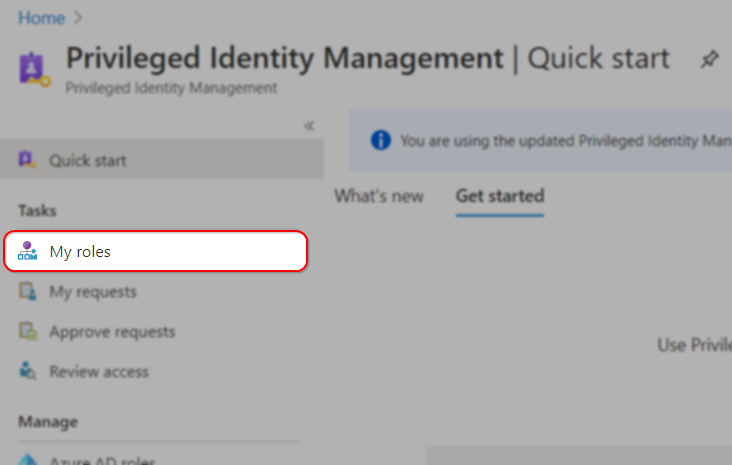 Home
Privileged Identity Management | Quick start
Privileged Identity Management
Quick start
You are using the updated Privileged Identity Mana
What's new Get started
Tasks
My roles
My requests
Use Privile
Approve requests
Review access
Manage
Azure AD roles